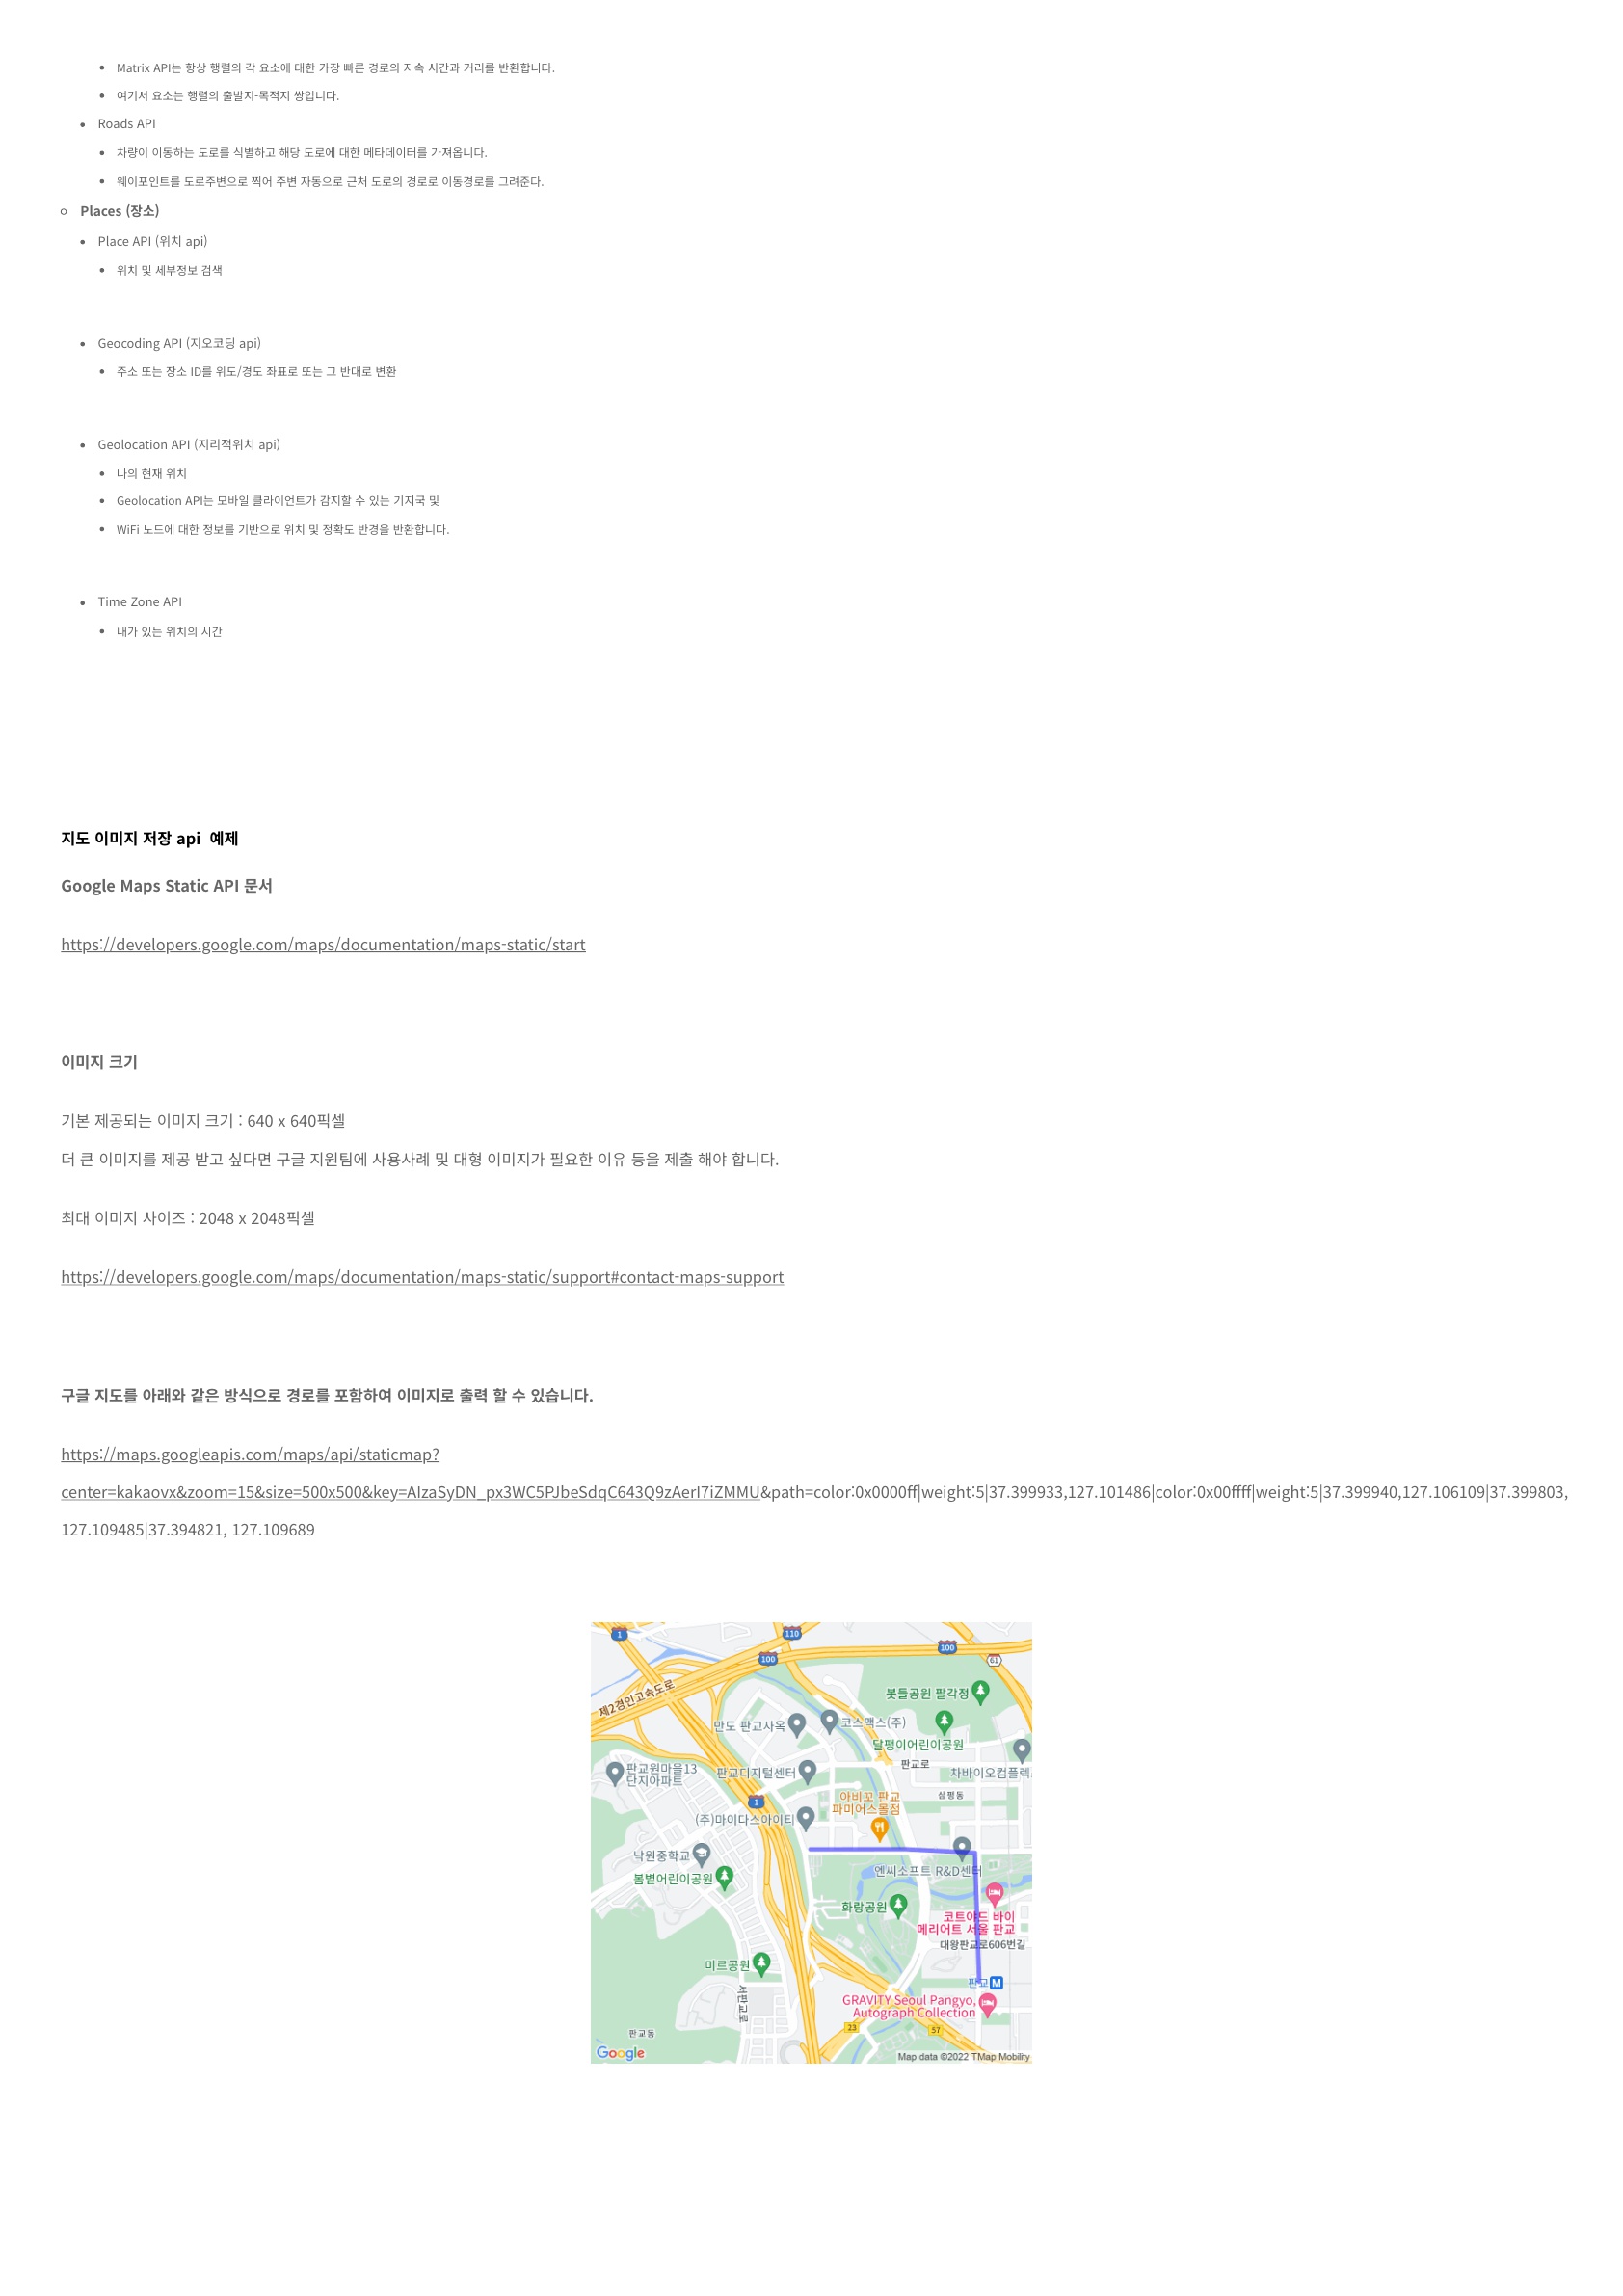 Matrix API는 항상 행렬의 각 요소에 대한 가장 빠른 경로의 지속 시간과 거리를 반환합니다.
여기서 요소는 행렬의 출발지-목적지 쌍입니다.
Roads API
차량이 이동하는 도로를 식별하고 해당 도로에 대한 메타데이터를 가져옵니다.
웨이포인트를 도로주변으로 찍어 주변 자동으로 근처 도로의 경로로 이동경로를 그려준다.
Places (장소)
Place API (위치 api)
위치 및 세부정보 검색
Geocoding API (지오코딩 api)
주소 또는 장소 ID를 위도/경도 좌표로 또는 그 반대로 변환
Geolocation API (지리적위치 api)
나의 현재 위치
Geolocation API는 모바일 클라이언트가 감지할 수 있는 기지국 및
WiFi 노드에 대한 정보를 기반으로 위치 및 정확도 반경을 반환합니다.
Time Zone API
내가 있는 위치의 시간
지도 이미지 저장 api 예제
Google Maps Static API 문서
https://developers.google.com/maps/documentation/maps-static/start
이미지 크기
기본 제공되는 이미지 크기 : 640 x 640픽셀
더 큰 이미지를 제공 받고 싶다면 구글 지원팀에 사용사례 및 대형 이미지가 필요한 이유 등을 제출 해야 합니다.
최대 이미지 사이즈 : 2048 x 2048픽셀
https://developers.google.com/maps/documentation/maps-static/support#contact-maps-support
구글 지도를 아래와 같은 방식으로 경로를 포함하여 이미지로 출력 할 수 있습니다.
https://maps.googleapis.com/maps/api/staticmap?
center=kakaovx&zoom=15&size=500x500&key=AIzaSyDN_px3WC5PJbeSdqC643Q9zAerI7iZMMU&path=color:0x0000ff|weight:5|37.399933,127.101486|color:0x00ffff|weight:5|37.399940,127.106109|37.399803,
127.109485|37.394821, 127.109689
1
110
100
100
61
제2경인고속도로
봇들공원 팔각정
만도 판교사옥
코스맥스(주)
달팽이어린이공원
판교로
판교원마을13
단지아파트
판교디지털센터
차바이오컴플렉
삼평동
1
아비꼬 판교
파미어스몰점
(주)마이다스아이티
낙원중학교
엔씨소프트 R&D센터
봄볕어린이공원
화랑공원
코트야드 바이
메리어트 서울 판교
대왕판교로606번길
미르공원
판교
M
서판교로
GRAVITY Seoul Pangyo,
Autograph Collection
23
57
판교동
Google
Map data ©2022 TMap Mobility